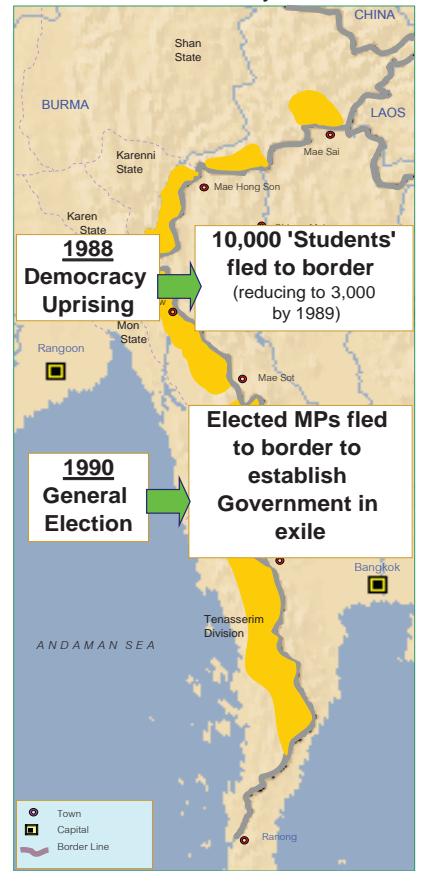 CHINA
Shan
State
BURMA
LAOS
Mae Sai
Karenni
State
Mae Hong Son
Karen
State
1988
Democracy
Uprising
10,000 'Students'
fled to border
(reducing to 3,000
by 1989)
Mon
State
Rangoon
Mae Sot
1990
General
Election
Elected MPs fled
to border to
establish
Government in
exile
Bangkok
Tenasserim
Division
ANDAMAN SEA
Ranong
Town
Capital
Border Line